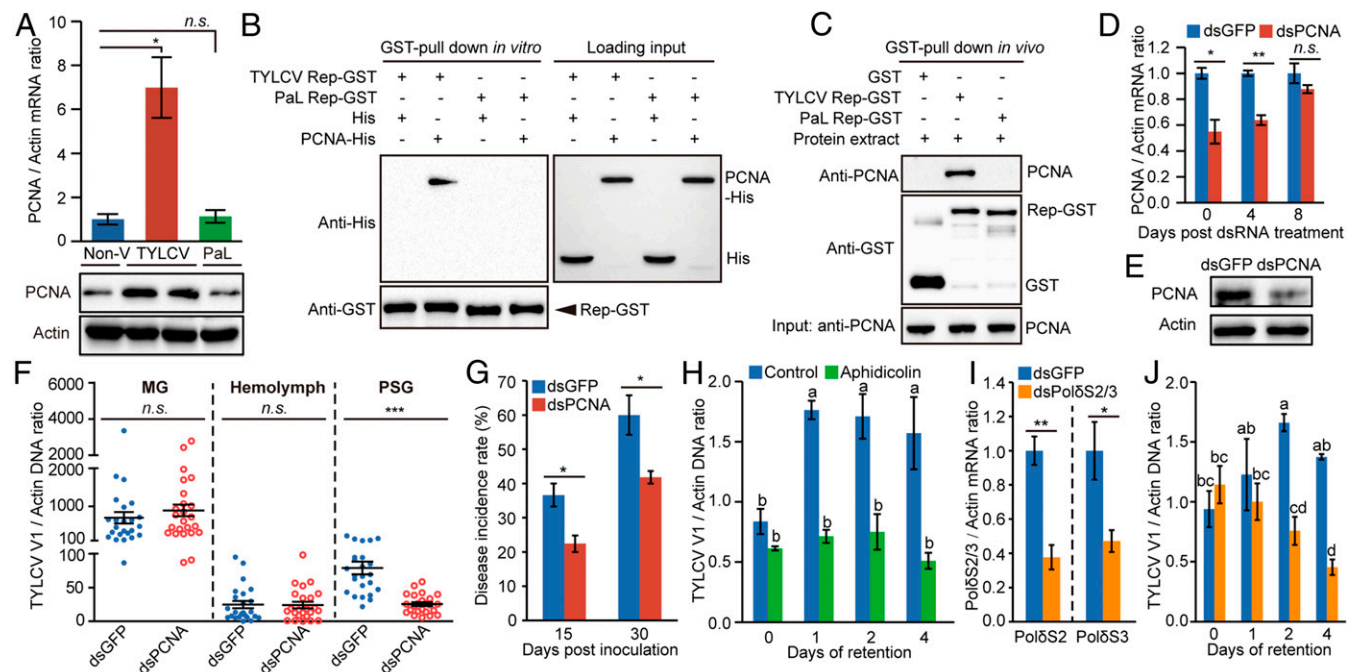 A
n.s.
*
PCNA / Actin mRNA ratio
10
8
6
4
2
0
Non-V TYLCV PaL
PCNA
Actin
B
GST-pull down in vitro Loading input
TYLCV Rep-GST + + - - + + - -
PaL Rep-GST - - + + - - + +
His + - + - + - + -
PCNA-His - + - + - + - +
Anti-His
PCNA
-His
His
Anti-GST
Rep-GST
C
GST-pull down in vivo
GST + - -
TYLCV Rep-GST - + -
PaL Rep-GST - - +
Protein extract + + +
Anti-PCNA PCNA
Anti-GST
Rep-GST
GST
Input: anti-PCNA PCNA
D
dsGFP dsPCNA
* ** n.s.
PCNA / Actin mRNA ratio
1.4
1.2
1.0
0.8
0.6
0.4
0.2
0
0 4 8
Days post dsRNA treatment
E
dsGFP dsPCNA
PCNA
Actin
F
MG Hemolymph PSG
n.s. n.s. ***
TYLCV V1 / Actin DNA ratio
6000
4000
2000
2000
1000
100
100
50
0
dsGFP dsPCNA dsGFP dsPCNA dsGFP dsPCNA
G
dsGFP
dsPCNA
* *
Disease incidence rate (%)
80
70
60
50
40
30
20
10
0
15 30
Days post inoculation
H
Control Aphidicolin
TYLCV V1 / Actin DNA ratio
2.0
1.5
1.0
0.5
0
b b a b a b a b
0 1 2 4
Days of retention
I
dsGFP
dsPolδS2/3
** *
PolδS2/3 / Actin mRNA ratio
1.4
1.2
1.0
0.8
0.6
0.4
0.2
0
PolδS2 PolδS3
J
TYLCV V1 / Actin DNA ratio
2.0
1.5
1.0
0.5
0
bc bc ab bc a cd ab d
0 1 2 4
Days of retention